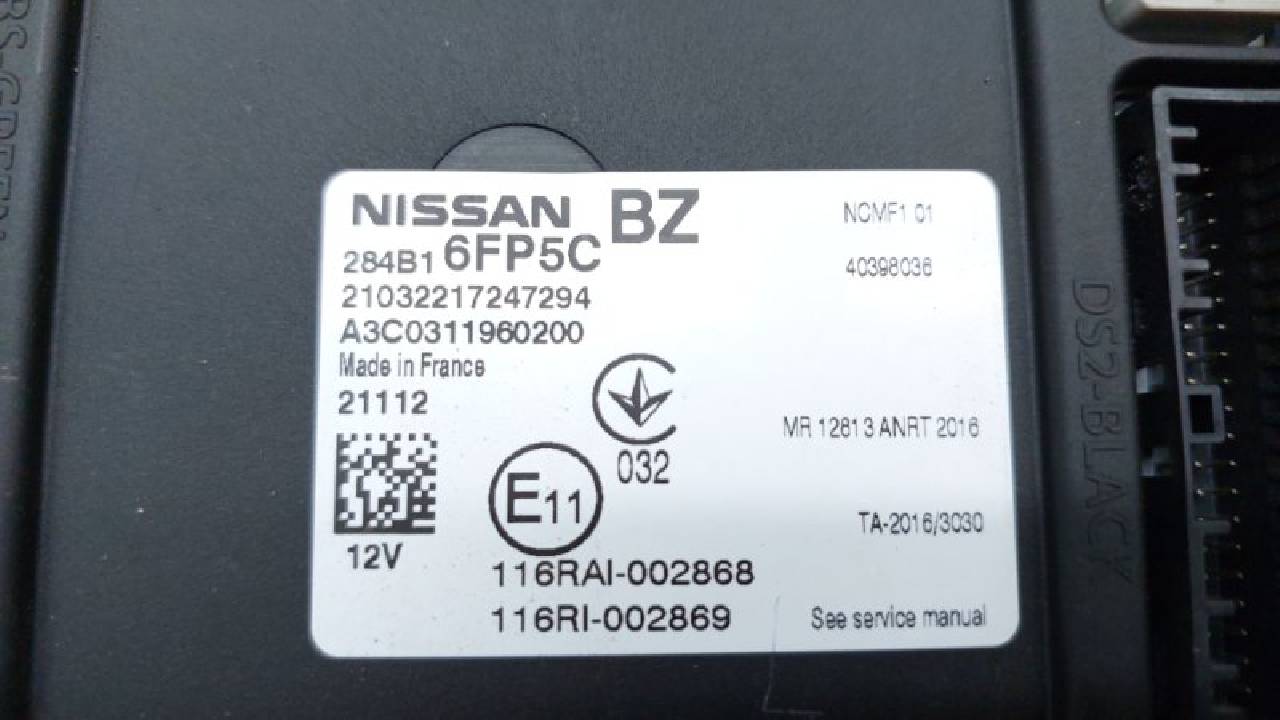 NISSAN BZ
284B1 6FP5C
21032217247294
A3C0311960200
Made in France
21112
12V
032
E11
116RAI-002868
116RI-002869
NCMF1 01
40398036
MR 12613 ANRT 2016
TA-2016/3030
See service manual
DS2-BLACK